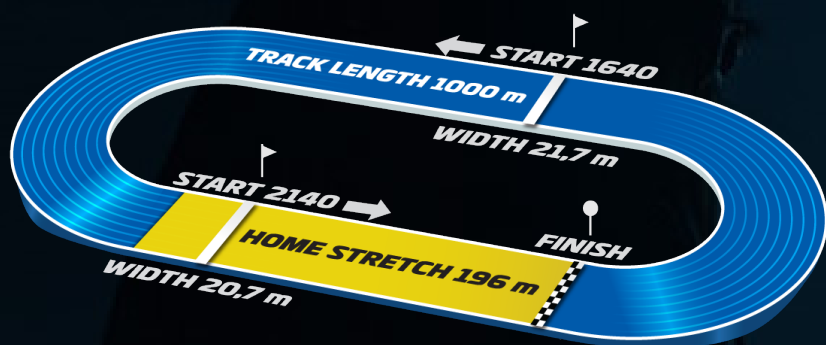 START 1640
TRACK LENGTH 1000 m
WIDTH 21,7 m
START 2140
FINISH
HOME STRETCH 196 m
WIDTH 20,7 m